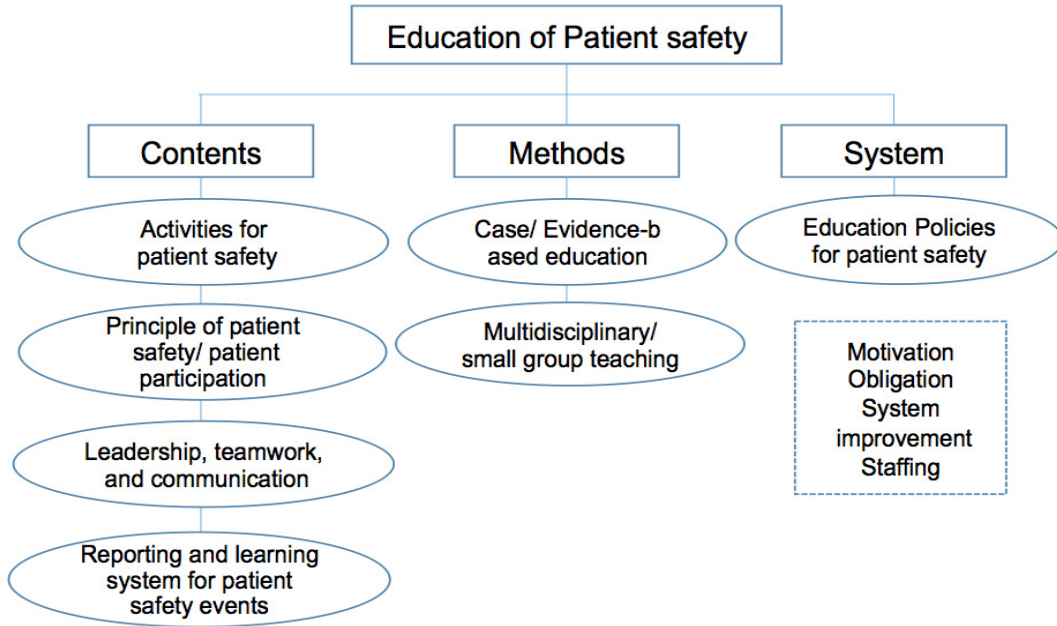 Education of Patient safety
Contents
Methods
System
Activities for
patient safety
Case/ Evidence-b
ased education
Education Policies
for patient safety
Principle of patient
safety/ patient
participation
Multidisciplinary/
small group teaching
Motivation
Obligation
System
improvement
Staffing
Leadership, teamwork,
and communication
Reporting and learning
system for patient
safety events